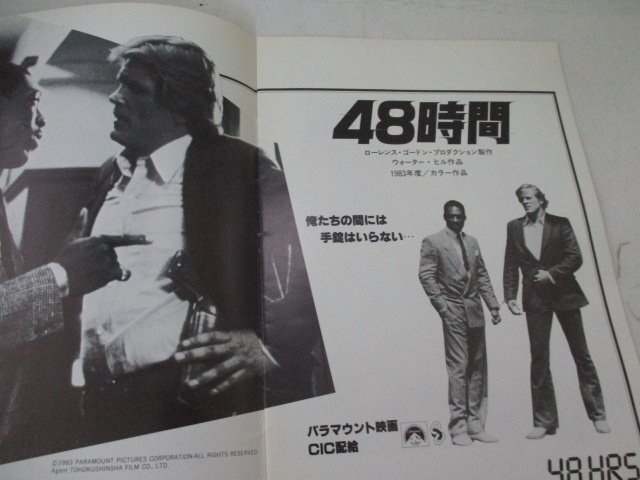 48時間
ローレンス・ゴードン・プロダクション製作
ウォーター・ヒル作品
1983年度/カラー作品
俺たちの間には
手錠はいらない…
パラマウント映画
CIC配給
©1983 PARAMOUNT PICTURES CORPORATION-ALL RIGHTS RESERVED
Agent TOHOKUSHINSHA FILM CO., LTD.
48 HRS